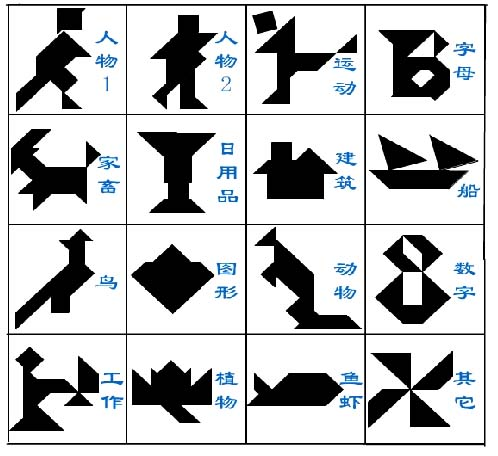 人物1
人物2
运动
字母
家畜
日用品
建筑
船
鸟
图形
动物
数字
工作
植物
鱼虾
其它